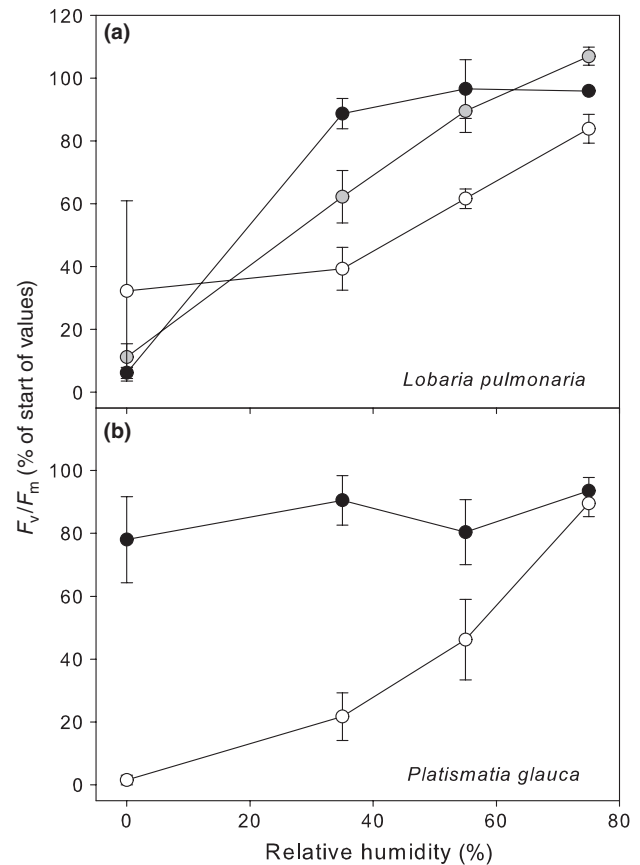 (a)
120
100
80
60
40
20
0
Lobaria pulmonaria
(b)
100
80
60
40
20
0
Platismatia glauca
Fv/Fm (% of start of values)
0 20 40 60 80
Relative humidity (%)